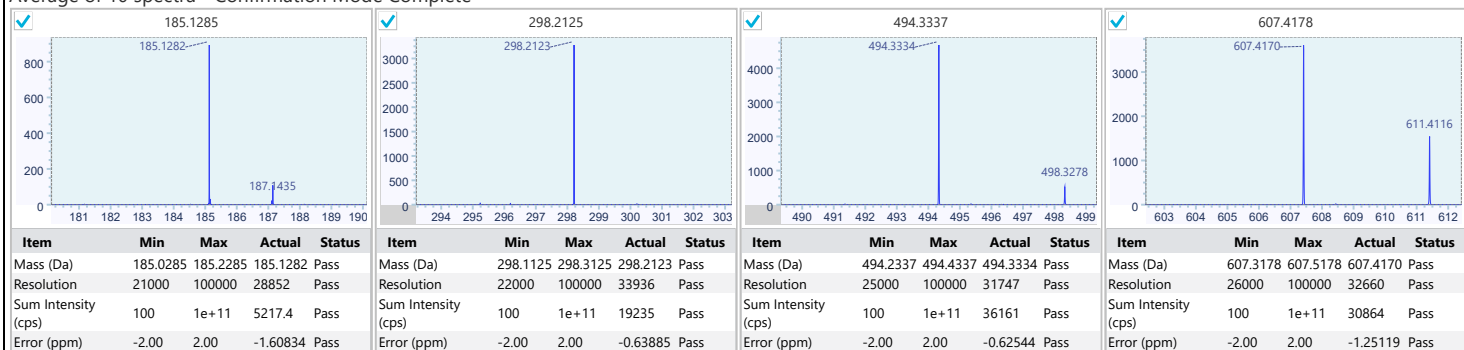 Average of 10 spectra - Confirmation Mode Complete
185.1285
185.1282
187.1435
800
600
400
200
0
181 182 183 184 185 186 187 188 189 190
Item Min Max Actual Status
Mass (Da) 185.0285 185.2285 185.1282 Pass
Resolution 21000 100000 28852 Pass
Sum Intensity (cps) 100 1e+11 5217.4 Pass
Error (ppm) -2.00 2.00 -1.60834 Pass
298.2125
298.2123
3000
2500
2000
1500
1000
500
0
294 295 296 297 298 299 300 301 302 303
Item Min Max Actual Status
Mass (Da) 298.1125 298.3125 298.2123 Pass
Resolution 22000 100000 33936 Pass
Sum Intensity (cps) 100 1e+11 19235 Pass
Error (ppm) -2.00 2.00 -0.63885 Pass
494.3337
494.3334
498.3278
4000
3000
2000
1000
0
490 491 492 493 494 495 496 497 498 499
Item Min Max Actual Status
Mass (Da) 494.2337 494.4337 494.3334 Pass
Resolution 25000 100000 31747 Pass
Sum Intensity (cps) 100 1e+11 36161 Pass
Error (ppm) -2.00 2.00 -0.62544 Pass
607.4178
607.4170
611.4116
3000
2000
1000
0
603 604 605 606 607 608 609 610 611 612
Item Min Max Actual Status
Mass (Da) 607.3178 607.5178 607.4170 Pass
Resolution 26000 100000 32660 Pass
Sum Intensity (cps) 100 1e+11 30864 Pass
Error (ppm) -2.00 2.00 -1.25119 Pass